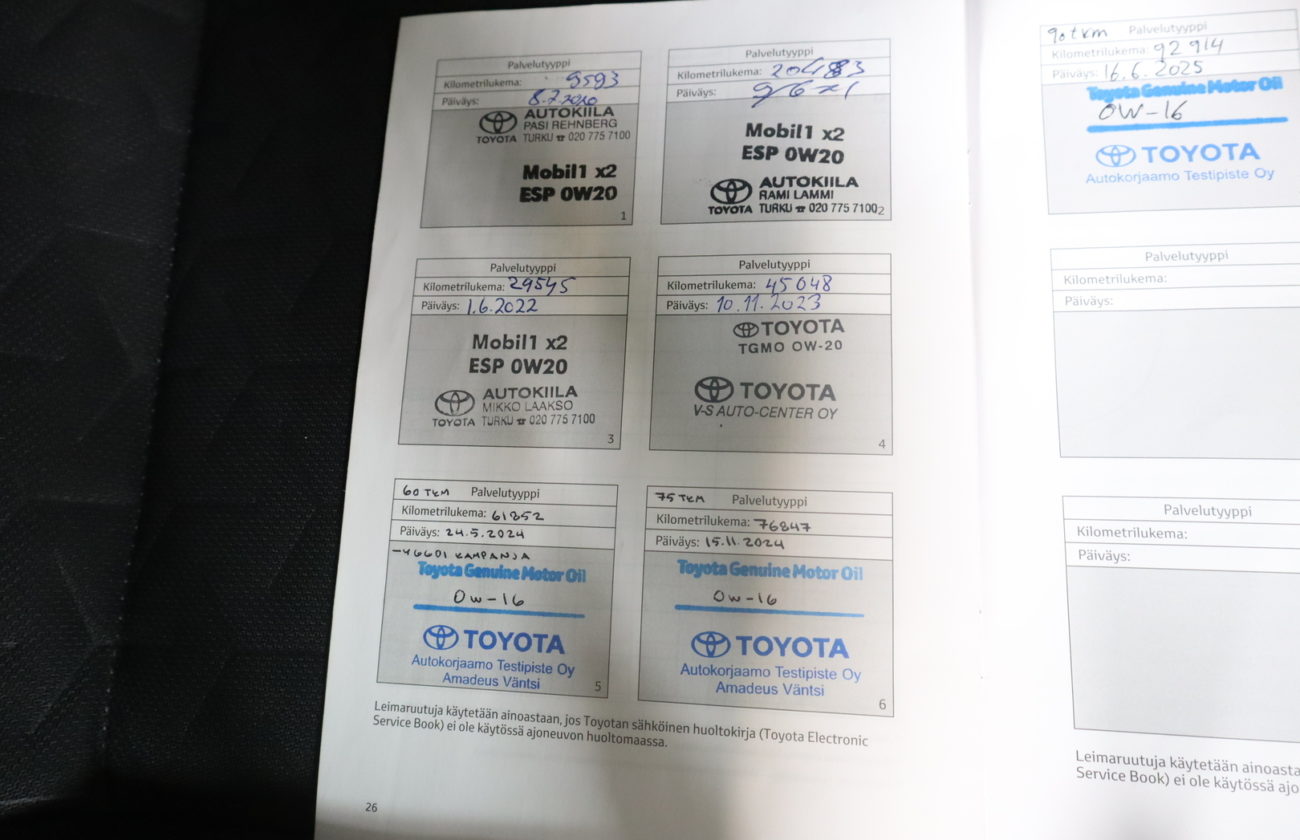 Palvelutyyppi
Kilometrilukema: 9593
Päiväys: 8.7.2020
AUTOKIILA
PASI REHNBERG
TOYOTA TURKU ☎ 020 775 7100
Mobil1 x2
ESP 0W20
1
Palvelutyyppi
Kilometrilukema: 20483
Päiväys:
Mobil1 x2
ESP 0W20
AUTOKIILA
RAMI LAMMI
TOYOTA TURKU ☎ 020 775 7100
2
Palvelutyyppi
Kilometrilukema: 29545
Päiväys: 1.6.2022
Mobil1 x2
ESP 0W20
AUTOKIILA
MIKKO LAAKSO
TOYOTA TURKU ☎ 020 775 7100
3
Palvelutyyppi
Kilometrilukema: 45048
Päiväys: 10.11.2023
TOYOTA
TGMO OW-20
TOYOTA
V-S AUTO-CENTER OY
4
60 TKM Palvelutyyppi
Kilometrilukema: 61852
Päiväys: 24.5.2024
-46601 KAMPANJA
Toyota Genuine Motor Oil
0W-16
TOYOTA
Autokorjaamo Testipiste Oy
Amadeus Väntsi
5
75 TKM Palvelutyyppi
Kilometrilukema: 76847
Päiväys: 15.11.2024
Toyota Genuine Motor Oil
0W-16
TOYOTA
Autokorjaamo Testipiste Oy
Amadeus Väntsi
6
Leimaruutuja käytetään ainoastaan, jos Toyotan sähköinen huoltokirja (Toyota Electronic
Service Book) ei ole käytössä ajoneuvon huoltomaassa.
26
90 tkm Palvelutyyppi
Kilometrilukema: 92 914
Päiväys: 16.6.2025
Toyota Genuine Motor Oil
0W-16
TOYOTA
Autokorjaamo Testipiste Oy
Palvelutyyppi
Kilometrilukema:
Päiväys:
Palvelutyyppi
Kilometrilukema:
Päiväys:
Leimaruutuja käytetään ainoasta
Service Book) ei ole käytössä ajo